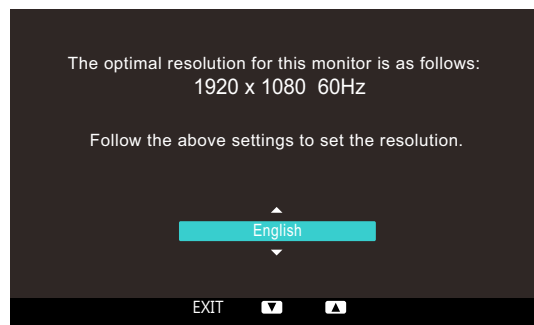 The optimal resolution for this monitor is as follows:
1920 x 1080 60Hz
Follow the above settings to set the resolution.
English
EXIT